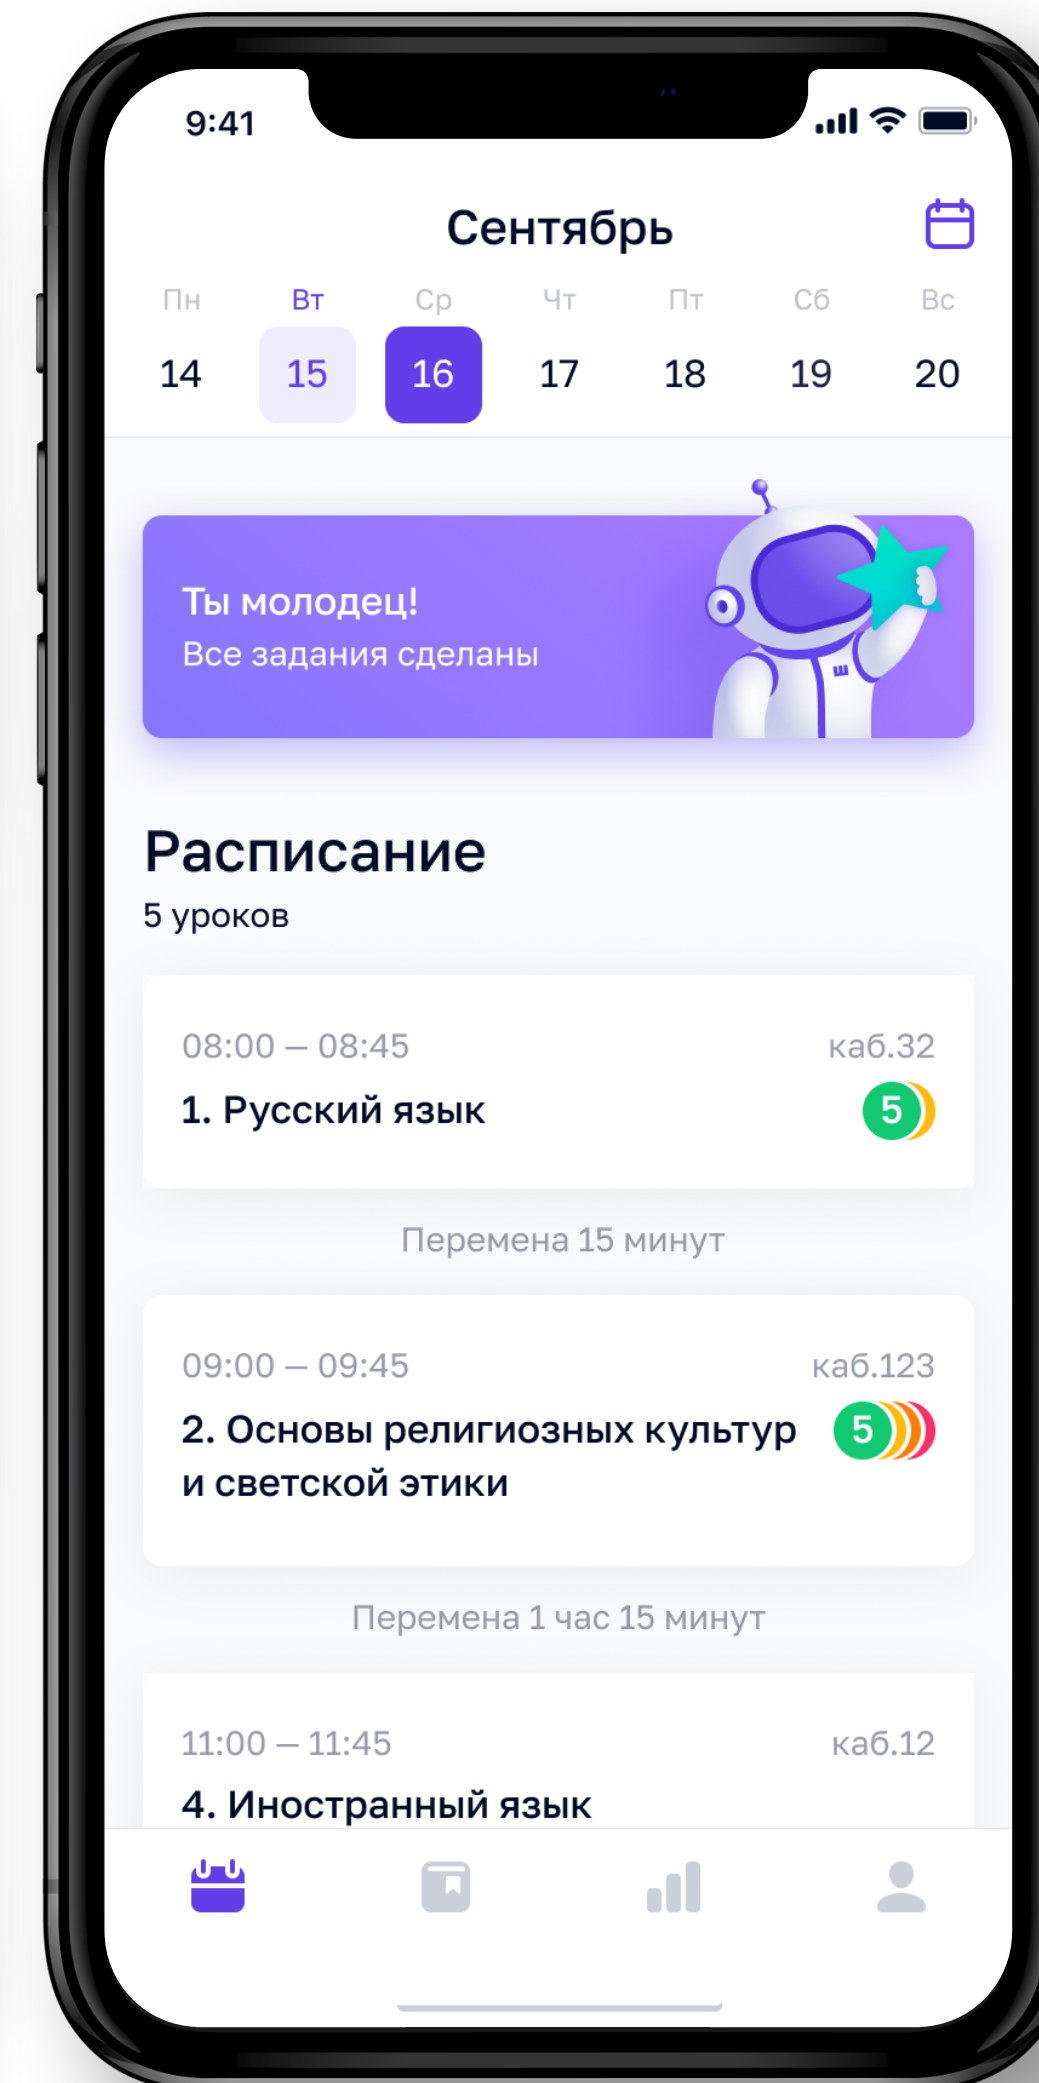 9:41
Сентябрь
Пн Вт Ср Чт Пт Сб Вс
14 15 16 17 18 19 20
Ты молодец!
Все задания сделаны
ш
Расписание
5 уроков
08:00 — 08:45 каб.32
1. Русский язык 5
Перемена 15 минут
09:00 — 09:45 каб.123
2. Основы религиозных культур 5
и светской этики
Перемена 1 час 15 минут
11:00 — 11:45 каб.12
4. Иностранный язык